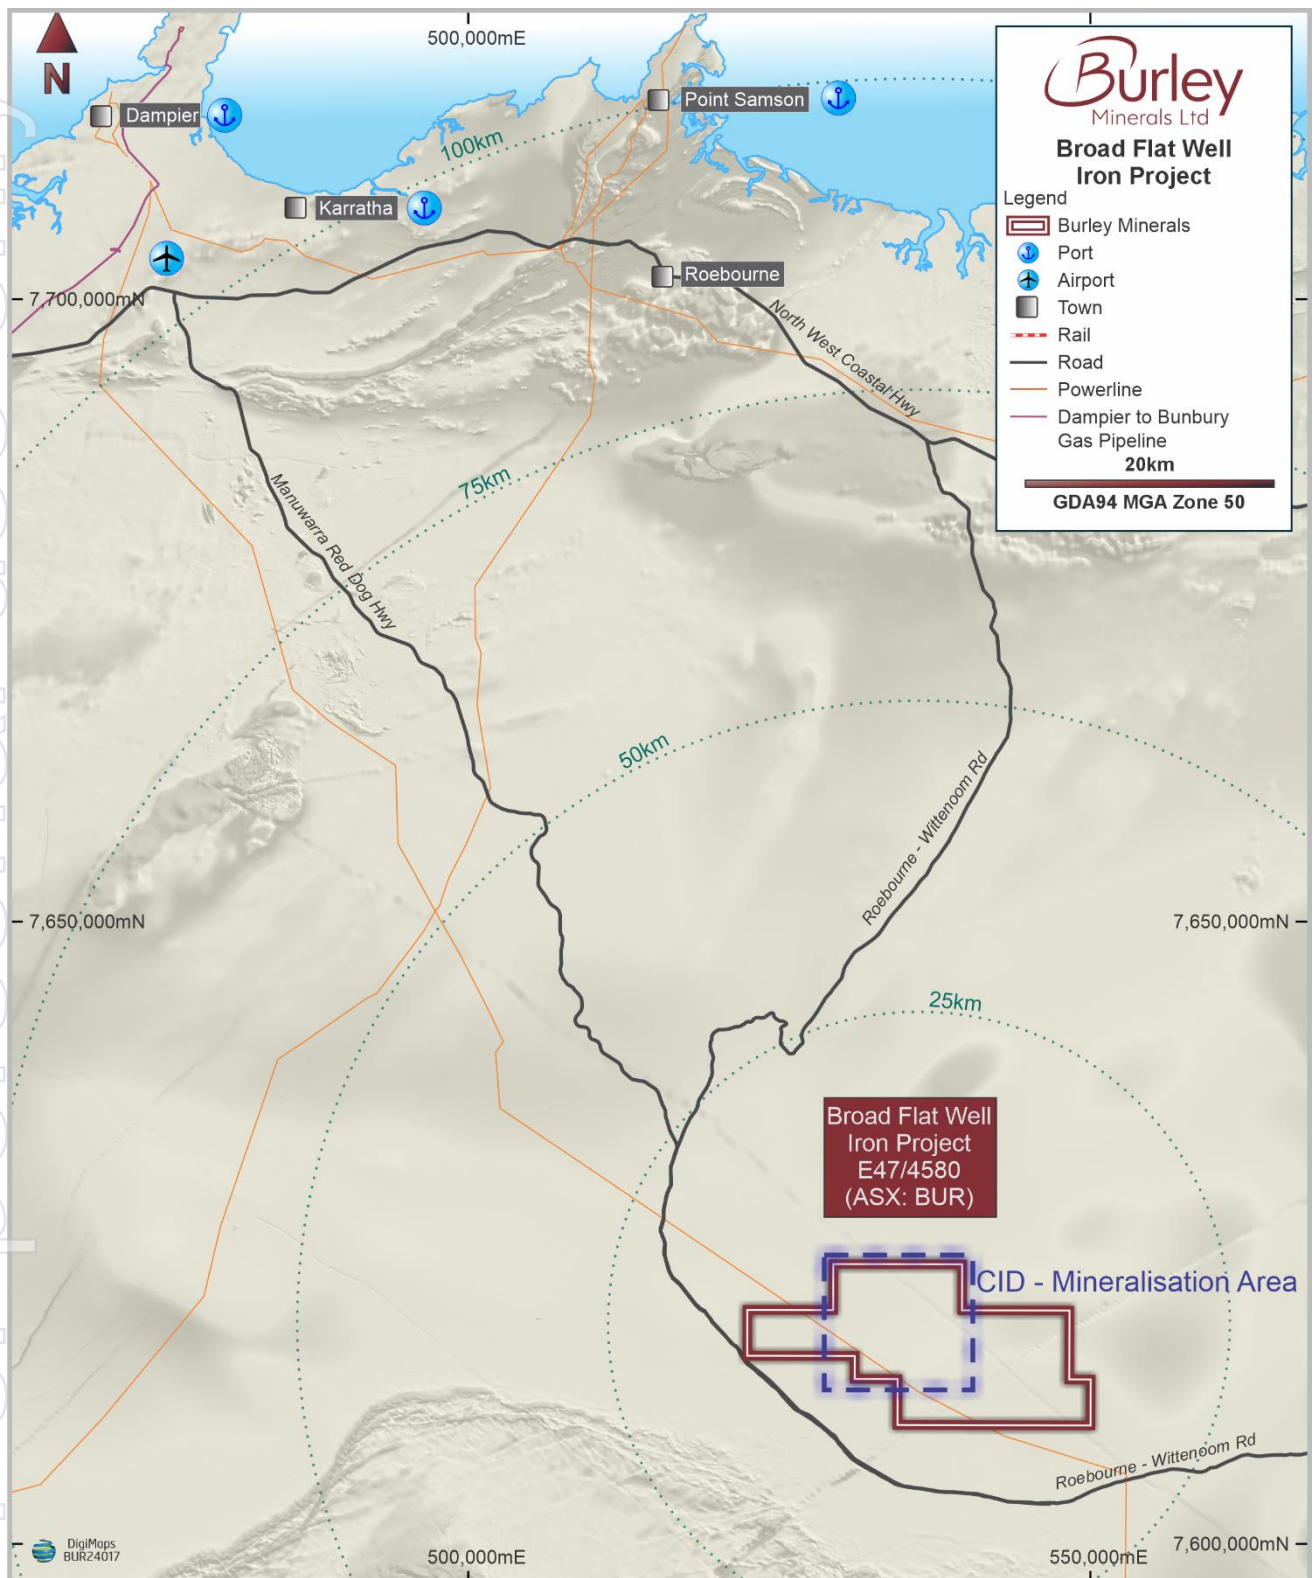 500,000mE
N
Dampier
Point Samson
100km
Karratha
Roebourne
7,700,000mN
North West Coastal Hwy
75km
Manuwarra Red Dog Hwy
50km
Roebourne - Wittenoom Rd
7,650,000mN
7,650,000mN
25km
Broad Flat Well
Iron Project
E47/4580
(ASX: BUR)
CID - Mineralisation Area
Roebourne - Wittenoom Rd
DigiMaps
BUR24017
500,000mE
550,000mE
7,600,000mN
Burley
Minerals Ltd
Broad Flat Well
Iron Project
Legend
Burley Minerals
Port
Airport
Town
Rail
Road
Powerline
Dampier to Bunbury
Gas Pipeline
20km
GDA94 MGA Zone 50